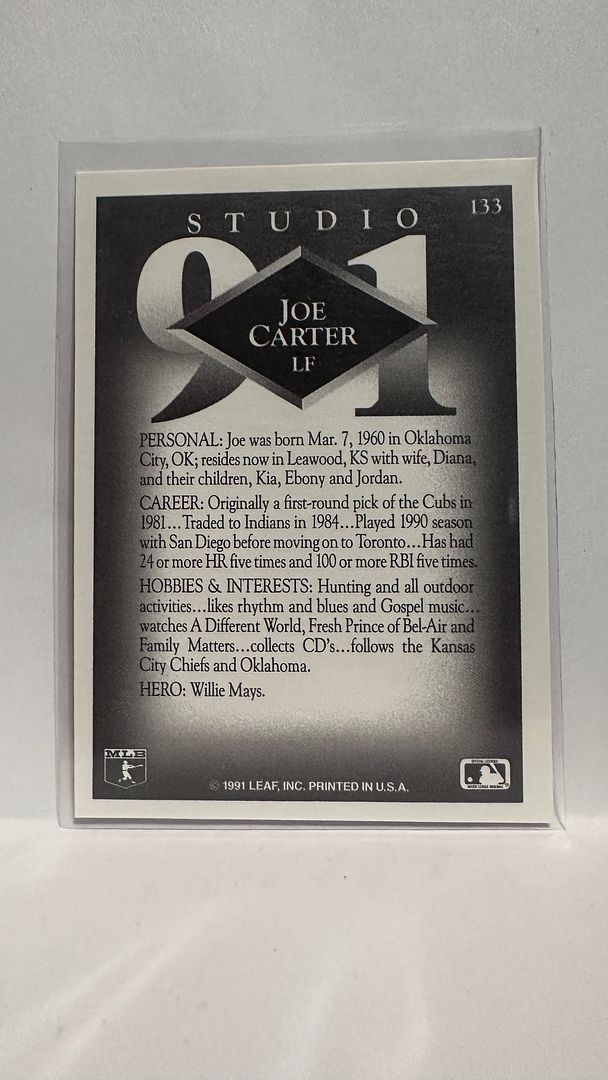 STUDIO
133
91
JOE
CARTER
LF
PERSONAL: Joe was born Mar. 7, 1960 in Oklahoma
City, OK; resides now in Leawood, KS with wife, Diana,
and their children, Kia, Ebony and Jordan.
CAREER: Originally a first-round pick of the Cubs in
1981...Traded to Indians in 1984...Played 1990 season
with San Diego before moving on to Toronto...Has had
24 or more HR five times and 100 or more RBI five times.
HOBBIES & INTERESTS: Hunting and all outdoor
activities...likes rhythm and blues and Gospel music...
watches A Different World, Fresh Prince of Bel-Air and
Family Matters...collects CD's...follows the Kansas
City Chiefs and Oklahoma.
HERO: Willie Mays.
MLB
© 1991 LEAF, INC. PRINTED IN U.S.A.
MAJOR LEAGUE BASEBALL